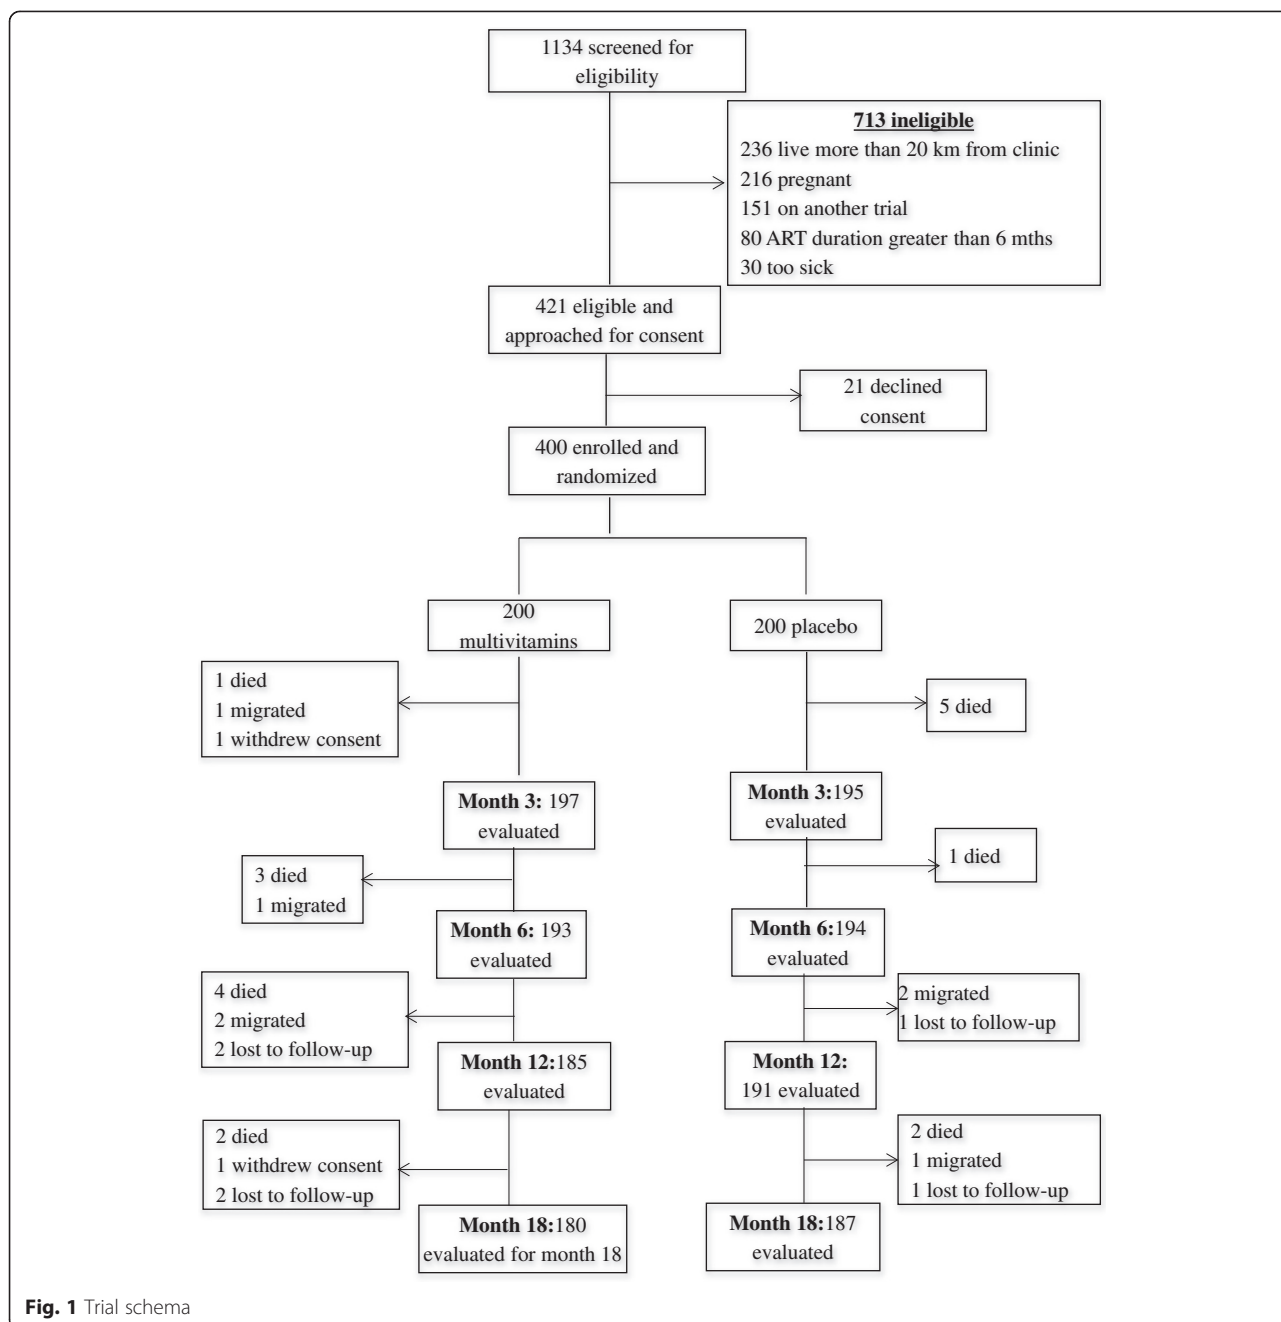 1134 screened for
eligibility
713 ineligible
236 live more than 20 km from clinic
216 pregnant
151 on another trial
80 ART duration greater than 6 mths
30 too sick
421 eligible and
approached for consent
21 declined
consent
400 enrolled and
randomized
200
multivitamins
200 placebo
1 died
1 migrated
1 withdrew consent
5 died
Month 3: 197
evaluated
Month 3:195
evaluated
3 died
1 migrated
1 died
Month 6: 193
evaluated
Month 6:194
evaluated
4 died
2 migrated
2 lost to follow-up
2 migrated
1 lost to follow-up
Month 12:185
evaluated
Month 12:
191 evaluated
2 died
1 withdrew consent
2 lost to follow-up
2 died
1 migrated
1 lost to follow-up
Month 18:180
evaluated for month 18
Month 18:187
evaluated
Fig. 1 Trial schema